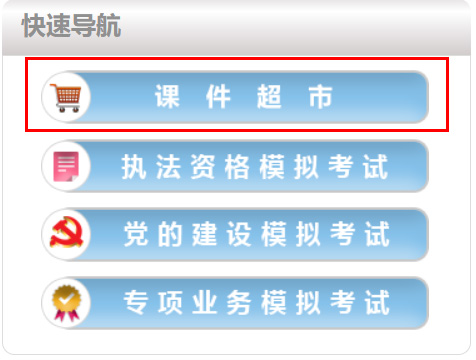 快速导航
课件超市
执法资格模拟考试
党的建设模拟考试
专项业务模拟考试